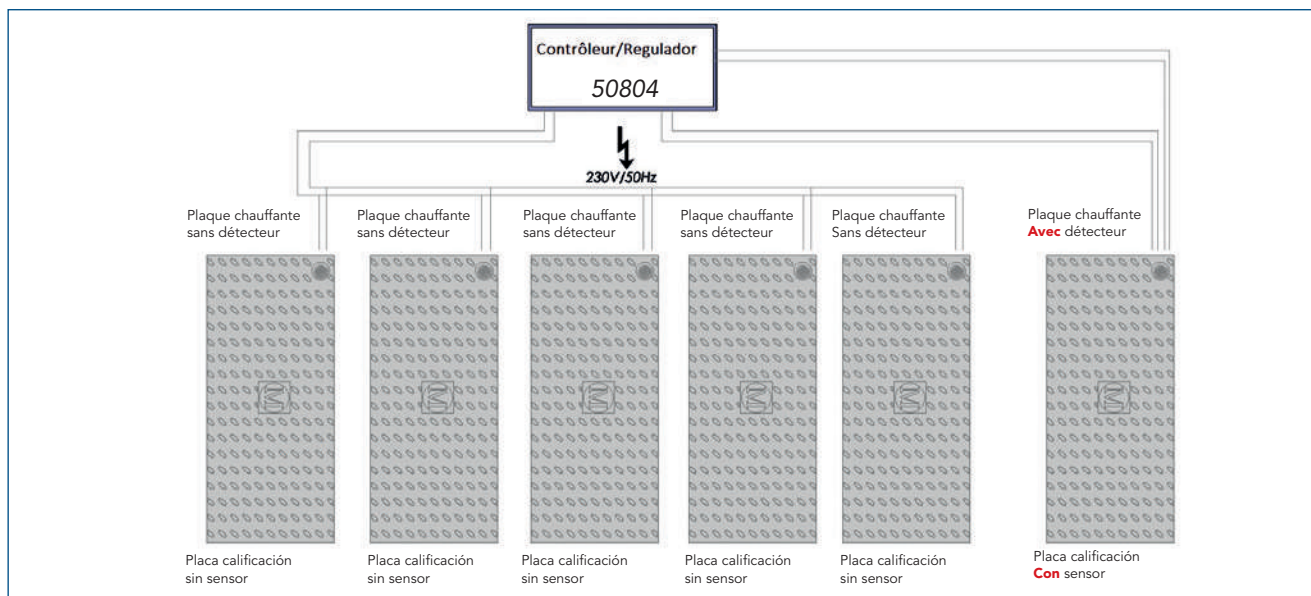 Contrôleur/Regulador
50804
230V/50Hz
Plaque chauffante
sans détecteur
Plaque chauffante
sans détecteur
Plaque chauffante
sans détecteur
Plaque chauffante
sans détecteur
Plaque chauffante
Sans détecteur
Plaque chauffante
Avec détecteur
M
M
M
M
M
M
Placa calificación
sin sensor
Placa calificación
sin sensor
Placa calificación
sin sensor
Placa calificación
sin sensor
Placa calificación
sin sensor
Placa calificación
Con sensor